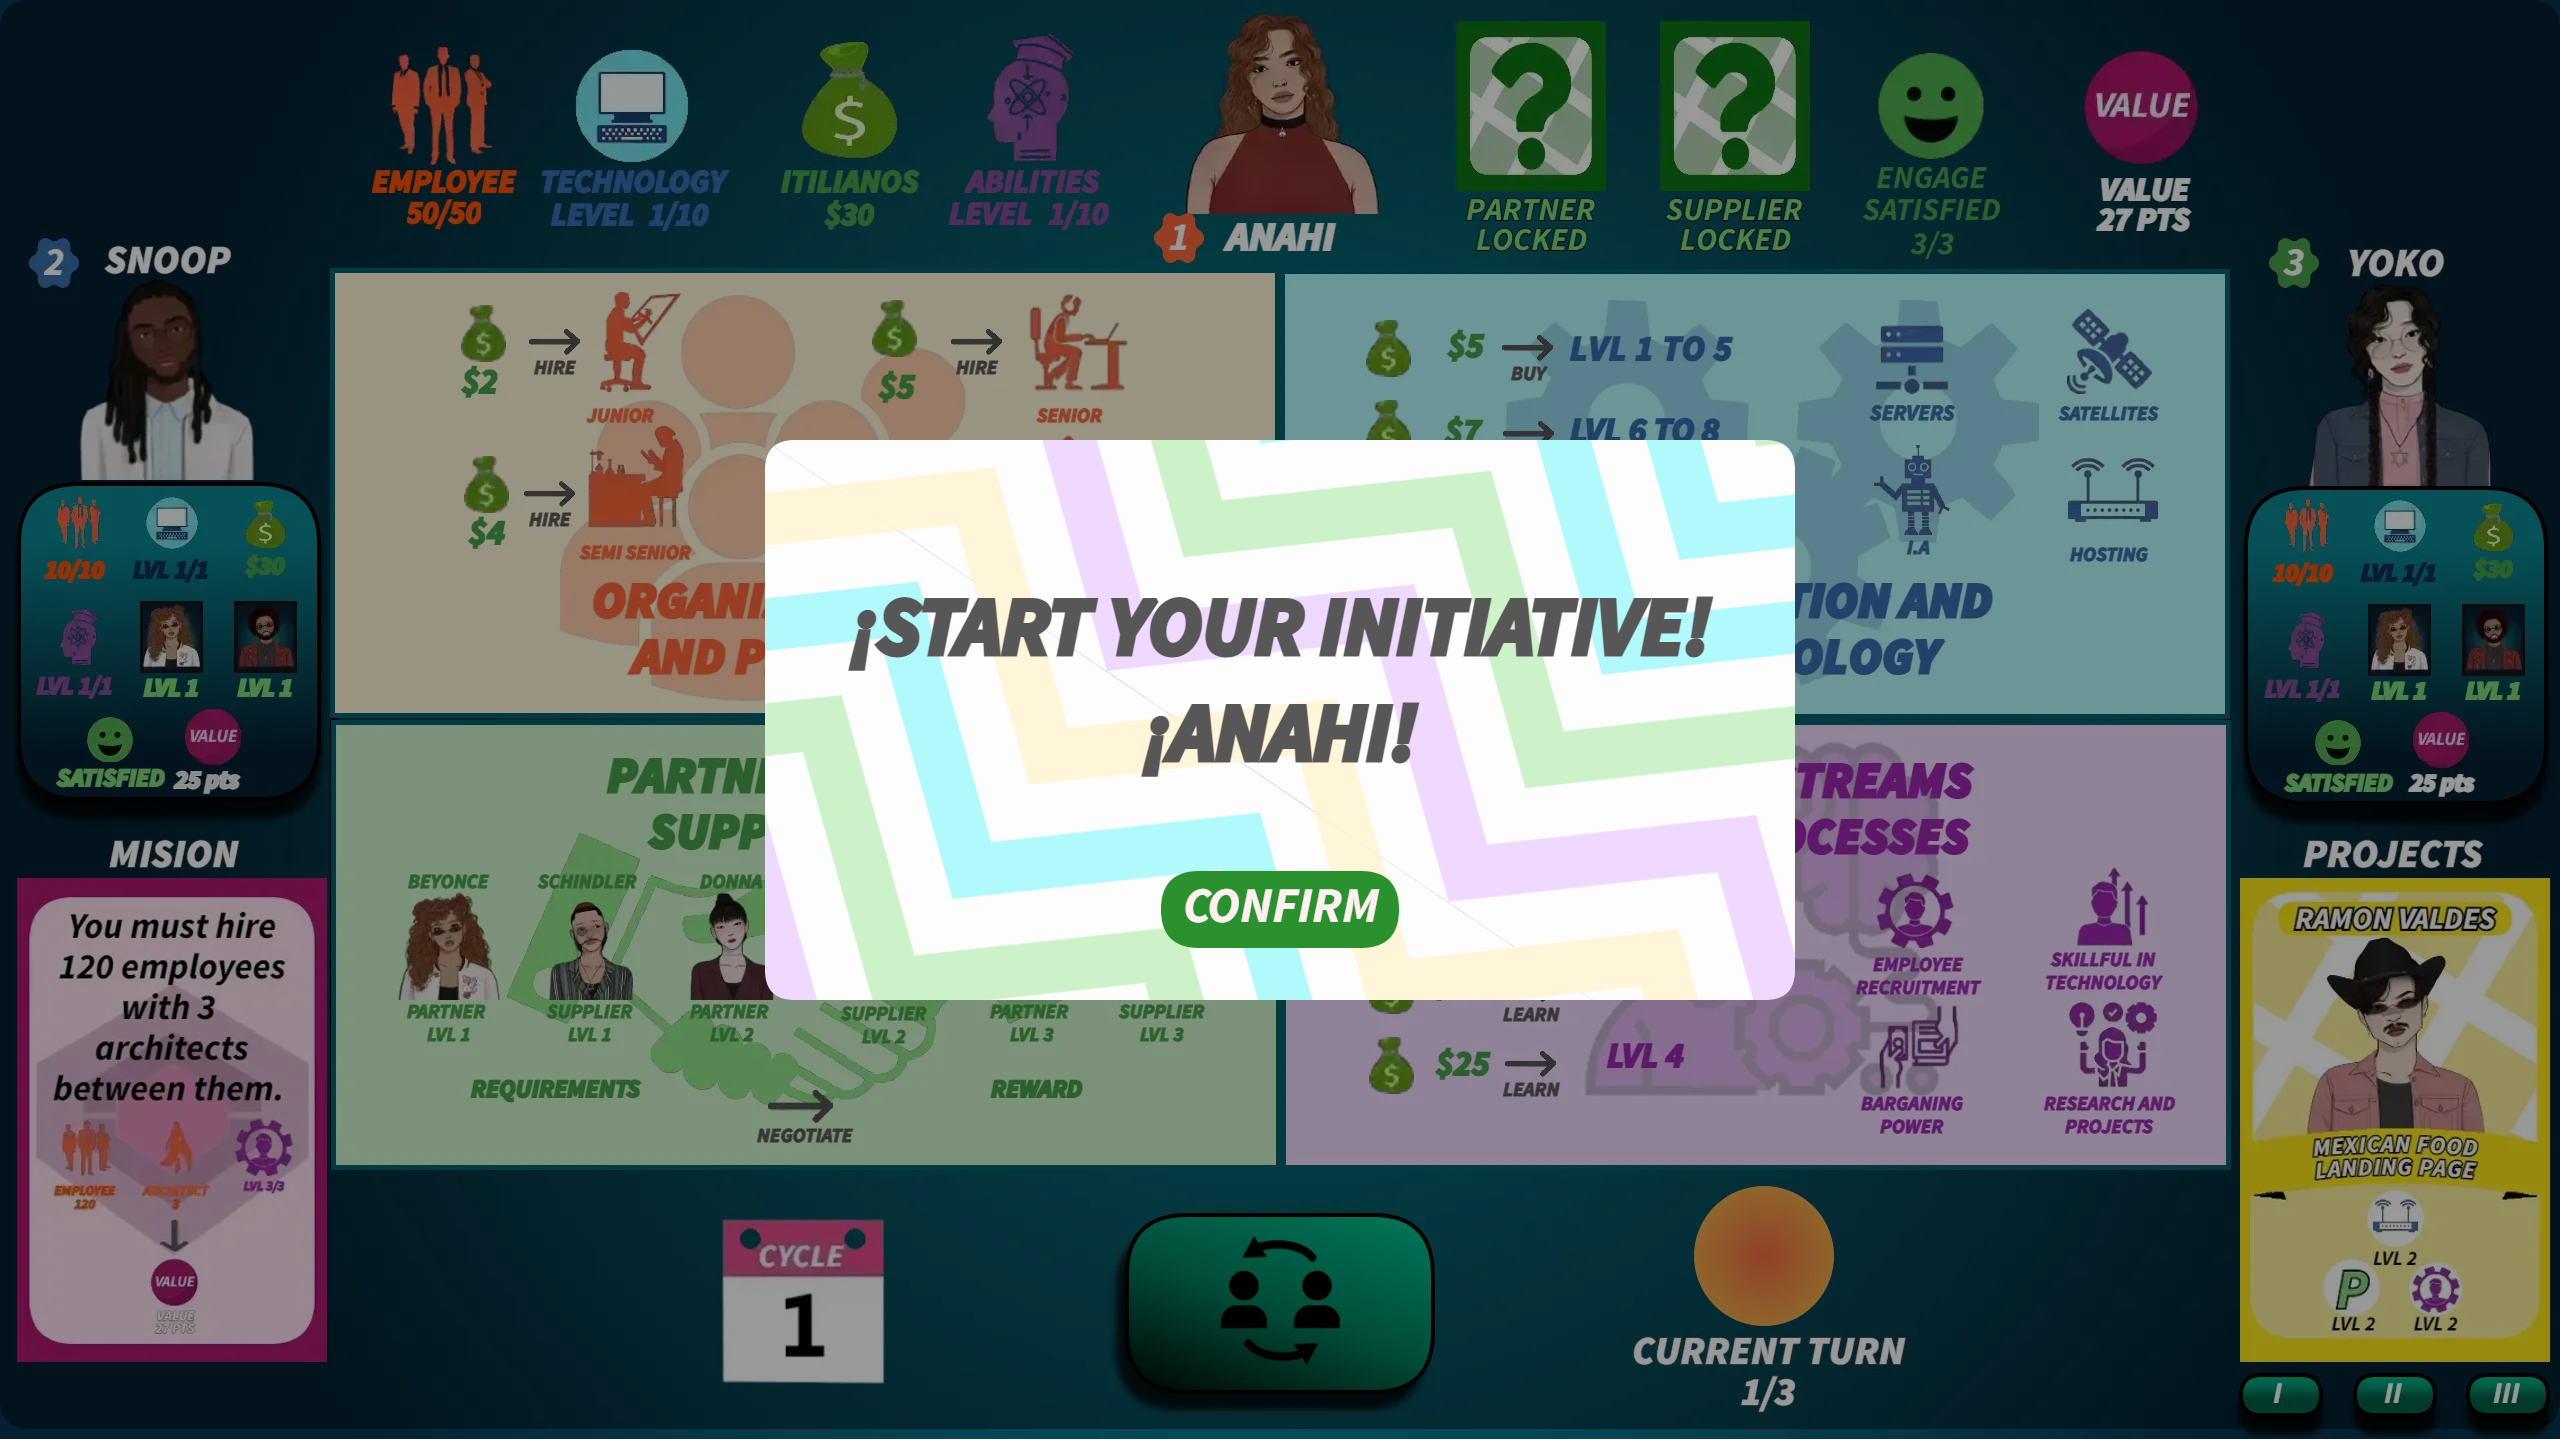 EMPLOYEE
50/50
TECHNOLOGY
LEVEL 1/10
ITILIANOS
$30
ABILITIES
LEVEL 1/10
1 ANAHI
PARTNER
LOCKED
SUPPLIER
LOCKED
ENGAGE
SATISFIED
3/3
VALUE
VALUE
27 PTS
2 SNOOP
10/10 LVL 1/1 $30
LVL 1/1 LVL 1 LVL 1
VALUE
SATISFIED 25 pts
3 YOKO
10/10 LVL 1/1 $30
LVL 1/1 LVL 1 LVL 1
VALUE
SATISFIED 25 pts
$2
HIRE
JUNIOR
$5
HIRE
SENIOR
$4
HIRE
SEMI SENIOR
ORGANI
AND P
$5
BUY
LVL 1 TO 5
$7
LVL 6 TO 8
SERVERS
SATELLITES
I.A
HOSTING
TION AND
OLOGY
¡START YOUR INITIATIVE!
¡ANAHI!
CONFIRM
PARTN
SUPP
BEYONCE
SCHINDLER
DONNA
PARTNER
LVL 1
SUPPLIER
LVL 1
PARTNER
LVL 2
SUPPLIER
LVL 2
PARTNER
LVL 3
SUPPLIER
LVL 3
REQUIREMENTS
NEGOTIATE
REWARD
TREAMS
OCESSES
LEARN
$25
LEARN
LVL 4
EMPLOYEE
RECRUITMENT
SKILLFUL IN
TECHNOLOGY
BARGANING
POWER
RESEARCH AND
PROJECTS
MISION
You must hire
120 employees
with 3
architects
between them.
EMPLOYEE
120
ARCHITECT
3
LVL 3/3
VALUE
VALUE
27 PTS
PROJECTS
RAMON VALDES
MEXICAN FOOD
LANDING PAGE
LVL 2
P
LVL 2
LVL 2
I
II
III
CYCLE
1
CURRENT TURN
1/3